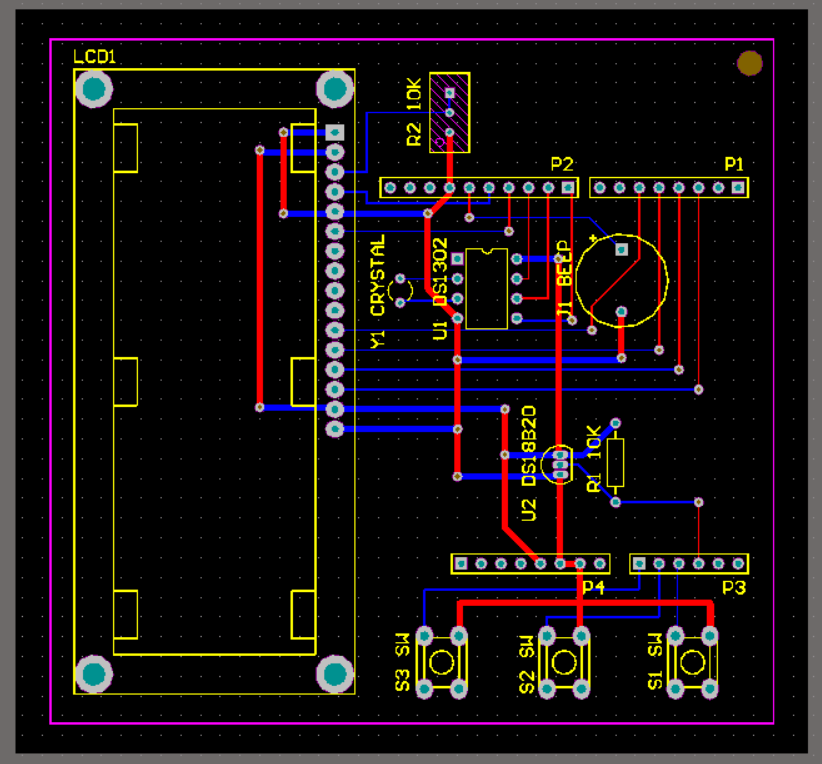 LCD1
R2 10K
P2
P1
CRYSTAL
Y1
U1 DS1302
J1 BEEP
+
U2 DS18B20
R1 10K
P4
P3
S3 SW
S2 SW
S1 SW